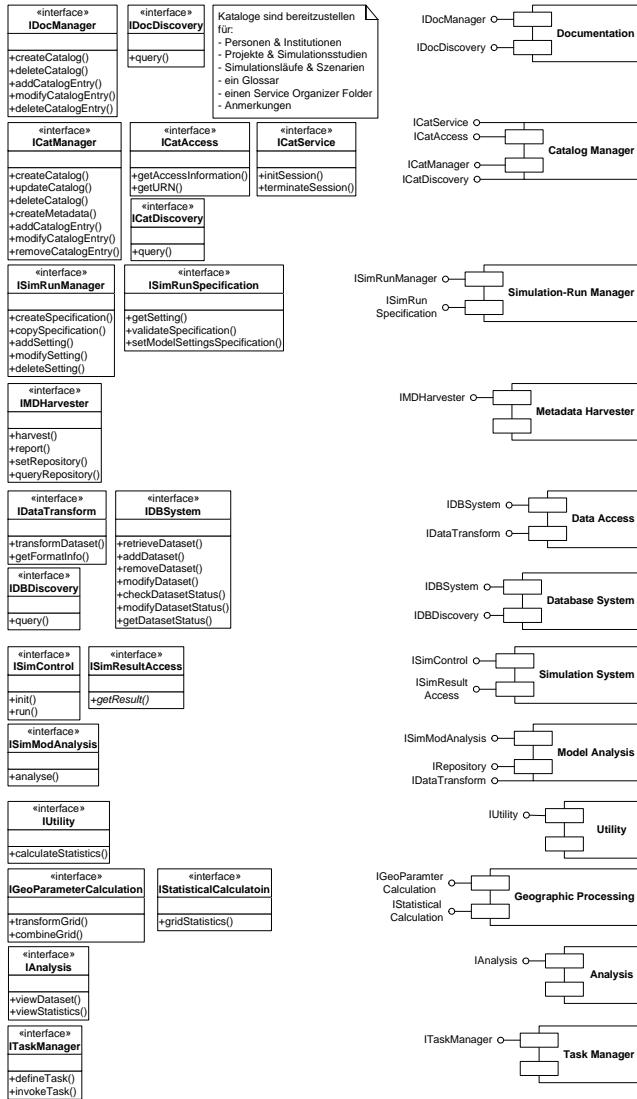 «interface»
IDocManager
+createCatalog()
+deleteCatalog()
+addCatalogEntry()
+modifyCatalogEntry()
+deleteCatalogEntry()
«interface»
IDocDiscovery
+query()
Kataloge sind bereitzustellen
für:
- Personen & Institutionen
- Projekte & Simulationsstudien
- Simulationsläufe & Szenarien
- ein Glossar
- einen Service Organizer Folder
- Anmerkungen
IDocManager
IDocDiscovery
Documentation
«interface»
ICatManager
+createCatalog()
+updateCatalog()
+deleteCatalog()
+createMetadata()
+addCatalogEntry()
+modifyCatalogEntry()
+removeCatalogEntry()
«interface»
ICatAccess
+getAccessInformation()
+getURN()
«interface»
ICatService
+initSession()
+terminateSession()
«interface»
ICatDiscovery
+query()
ICatService
ICatAccess
ICatManager
ICatDiscovery
Catalog Manager
«interface»
ISimRunManager
+createSpecification()
+copySpecification()
+addSetting()
+modifySetting()
+deleteSetting()
«interface»
ISimRunSpecification
+getSetting()
+validateSpecification()
+setModelSettingsSpecification()
ISimRunManager
ISimRun
Specification
Simulation-Run Manager
«interface»
IMDHarvester
+harvest()
+report()
+setRepository()
+queryRepository()
IMDHarvester
Metadata Harvester
«interface»
IDataTransform
+transformDataset()
+getFormatInfo()
«interface»
IDBSystem
+retrieveDataset()
+addDataset()
+removeDataset()
+modifyDataset()
+checkDatasetStatus()
+modifyDatasetStatus()
+getDatasetStatus()
«interface»
IDBDiscovery
+query()
IDBSystem
IDataTransform
Data Access
IDBSystem
IDBDiscovery
Database System
«interface»
ISimControl
+init()
+run()
«interface»
ISimResultAccess
+getResult()
ISimControl
ISimResult
Access
Simulation System
«interface»
ISimModAnalysis
+analyse()
ISimModAnalysis
IRepository
IDataTransform
Model Analysis
«interface»
IUtility
+calculateStatistics()
IUtility
Utility
«interface»
IGeoParamterCalculation
+transformGrid()
+combineGrid()
«interface»
IStatisticalCalculatoin
+gridStatistics()
IGeoParamter
Calculation
IStatistical
Calculation
Geographic Processing
«interface»
IAnalysis
+viewDataset()
+viewStatistics()
IAnalysis
Analysis
«interface»
ITaskManager
+defineTask()
+invokeTask()
ITaskManager
Task Manager